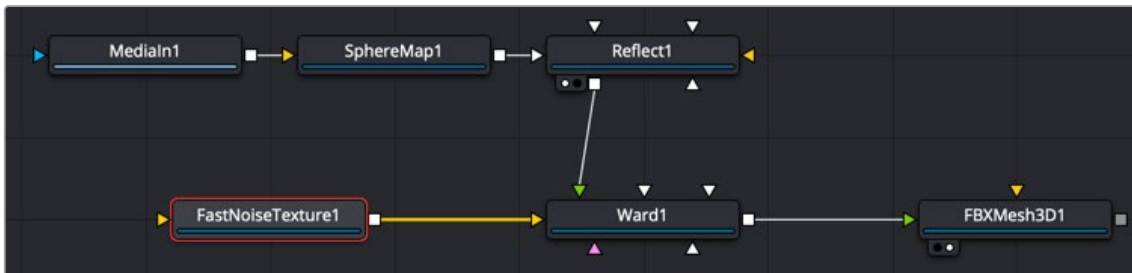 MediaIn1
SphereMap1
Reflect1
FastNoiseTexture1
Ward1
FBXMesh3D1